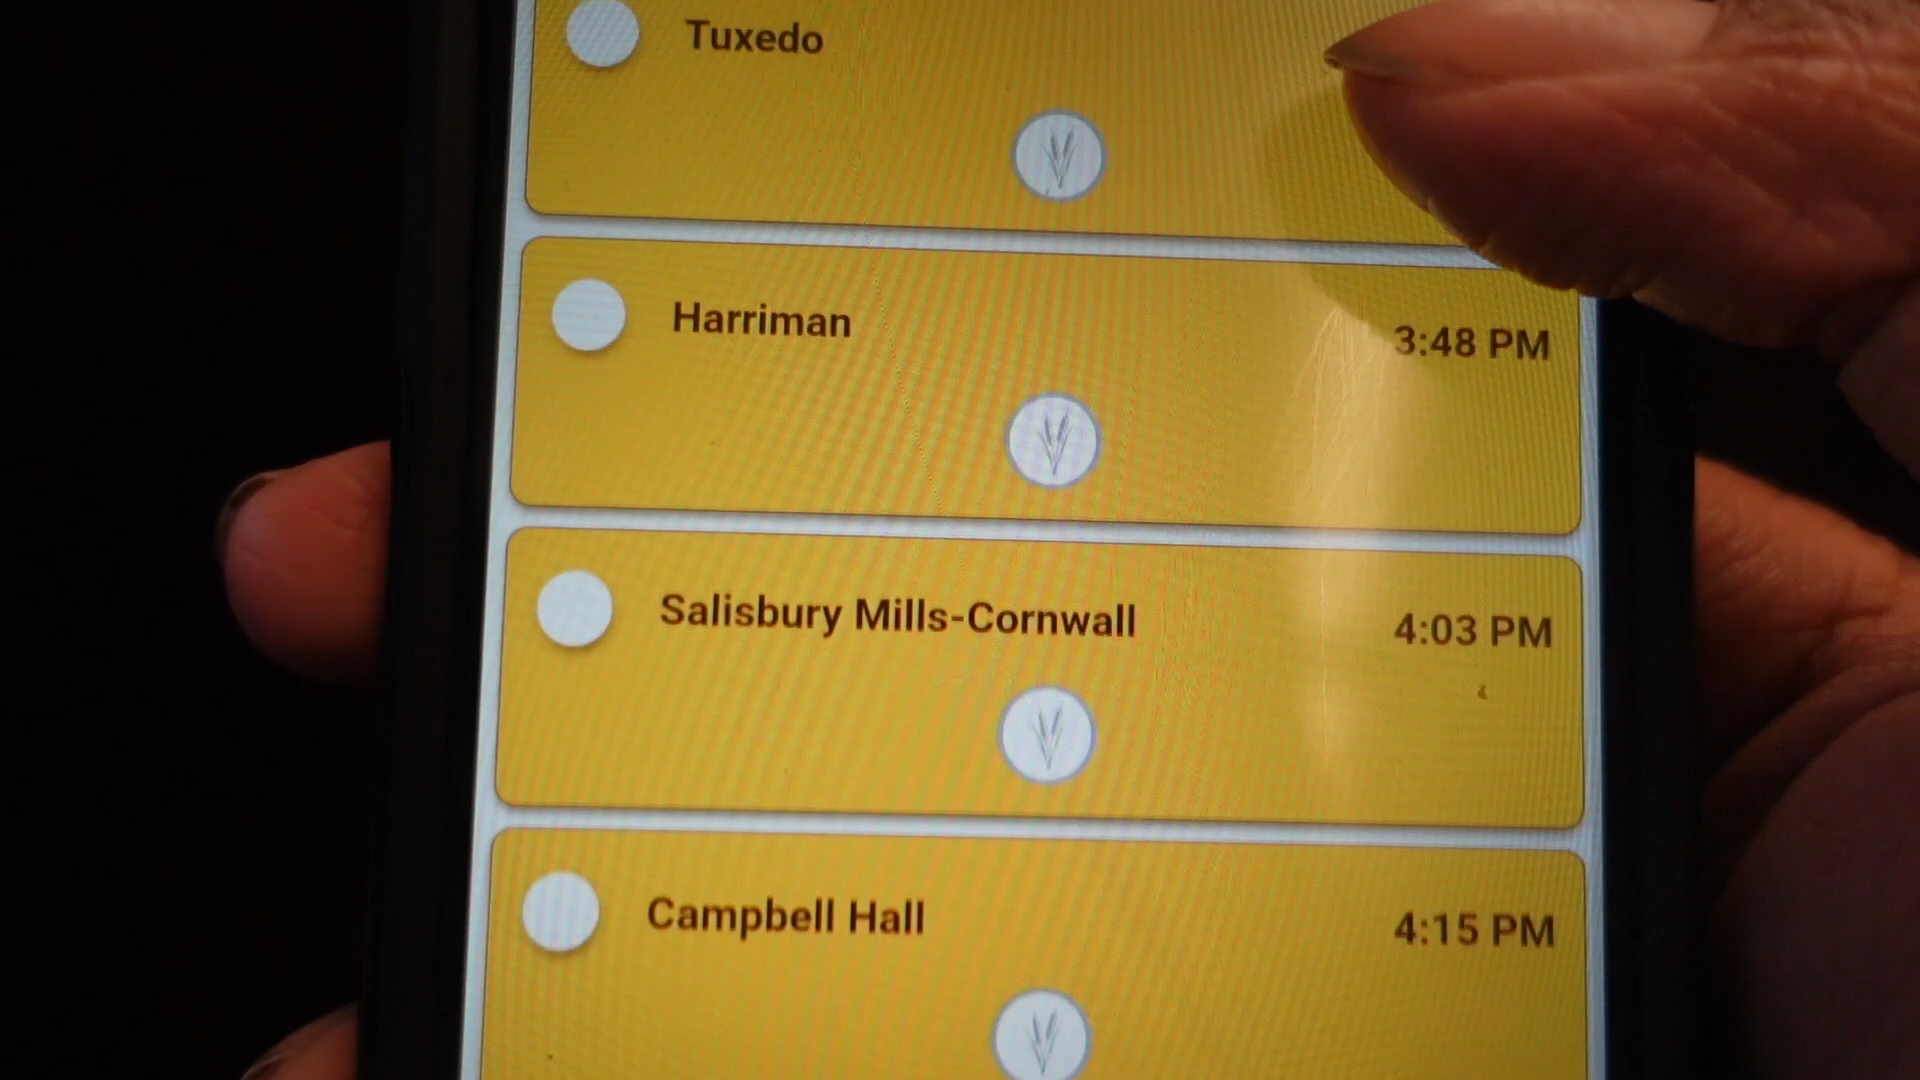 Tuxedo
Harriman
3:48 PM
Salisbury Mills-Cornwall
4:03 PM
Campbell Hall
4:15 PM